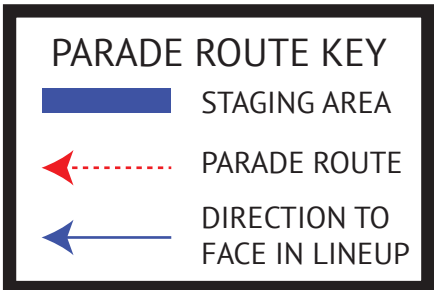 PARADE ROUTE KEY
STAGING AREA
PARADE ROUTE
DIRECTION TO
FACE IN LINEUP